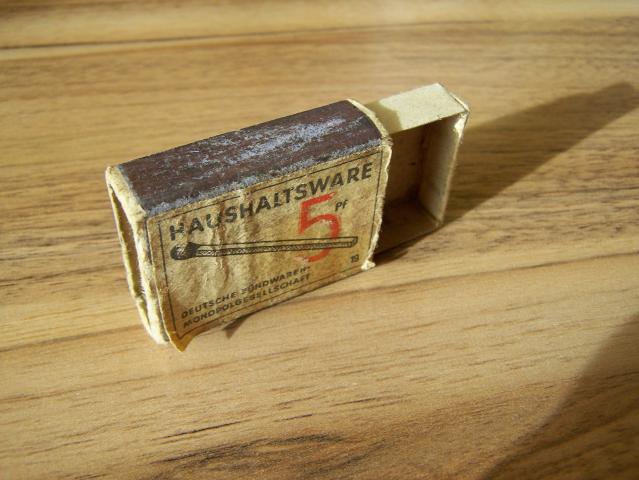 HAUSHALTSWARE
5 Pf
DEUTSCHE ZÜNDWAREN-
MONOPOLGESELLSCHAFT